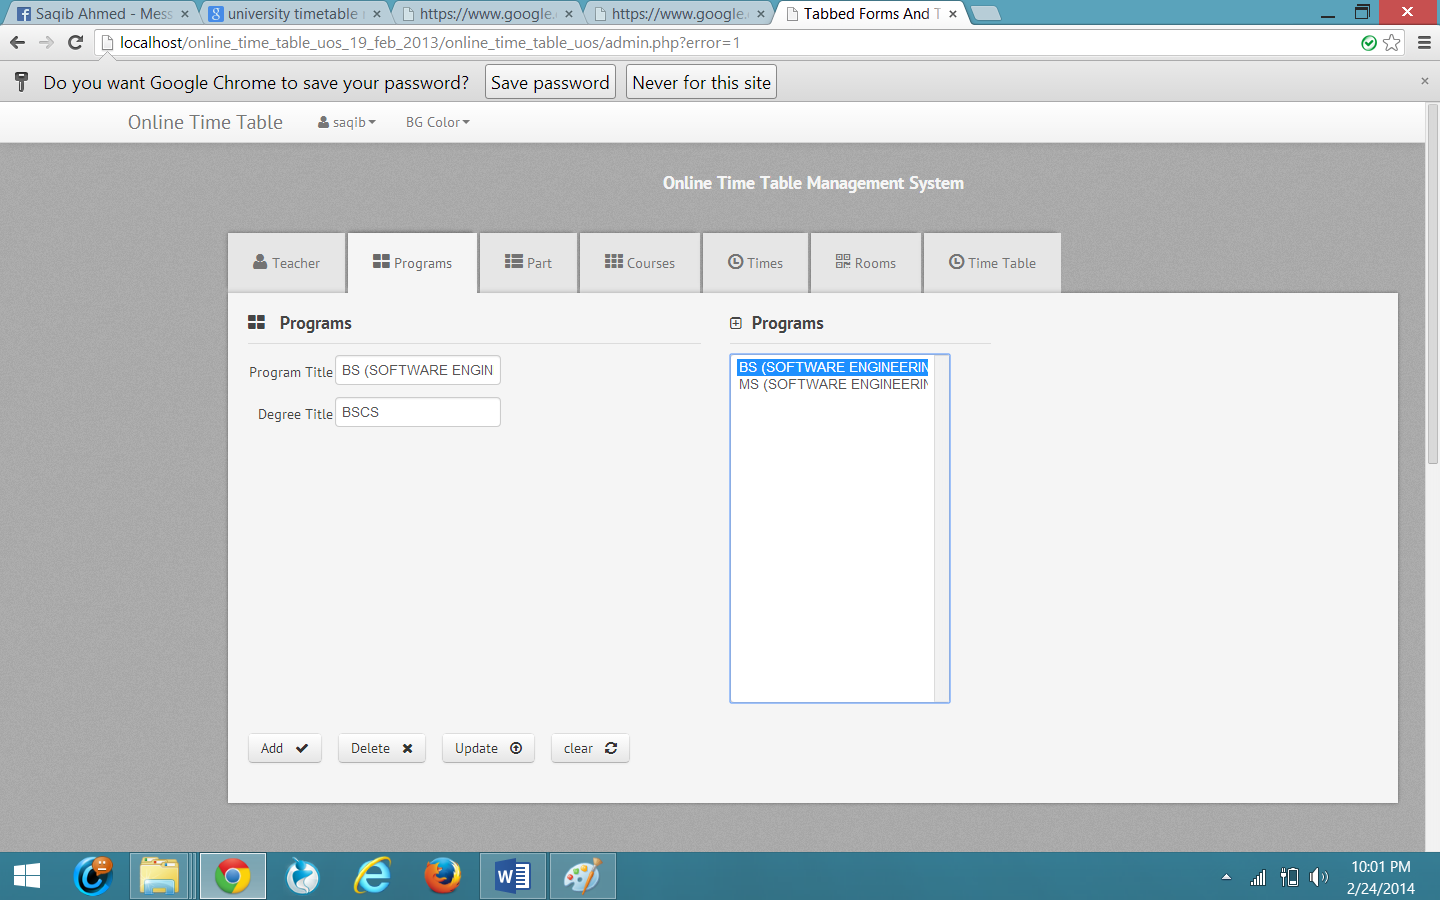 Saqib Ahmed - Mess
university timetable
https://www.google.
https://www.google.
Tabbed Forms And T
localhost/online_time_table_uos_19_feb_2013/online_time_table_uos/admin.php?error=1
Do you want Google Chrome to save your password?
Save password
Never for this site
Online Time Table
saqib
BG Color
Online Time Table Management System
Teacher
Programs
Part
Courses
Times
Rooms
Time Table
Programs
Program Title
BS (SOFTWARE ENGIN
Degree Title
BSCS
Programs
BS (SOFTWARE ENGINEERIN
MS (SOFTWARE ENGINEERIN
Add
Delete
Update
clear
10:01 PM
2/24/2014